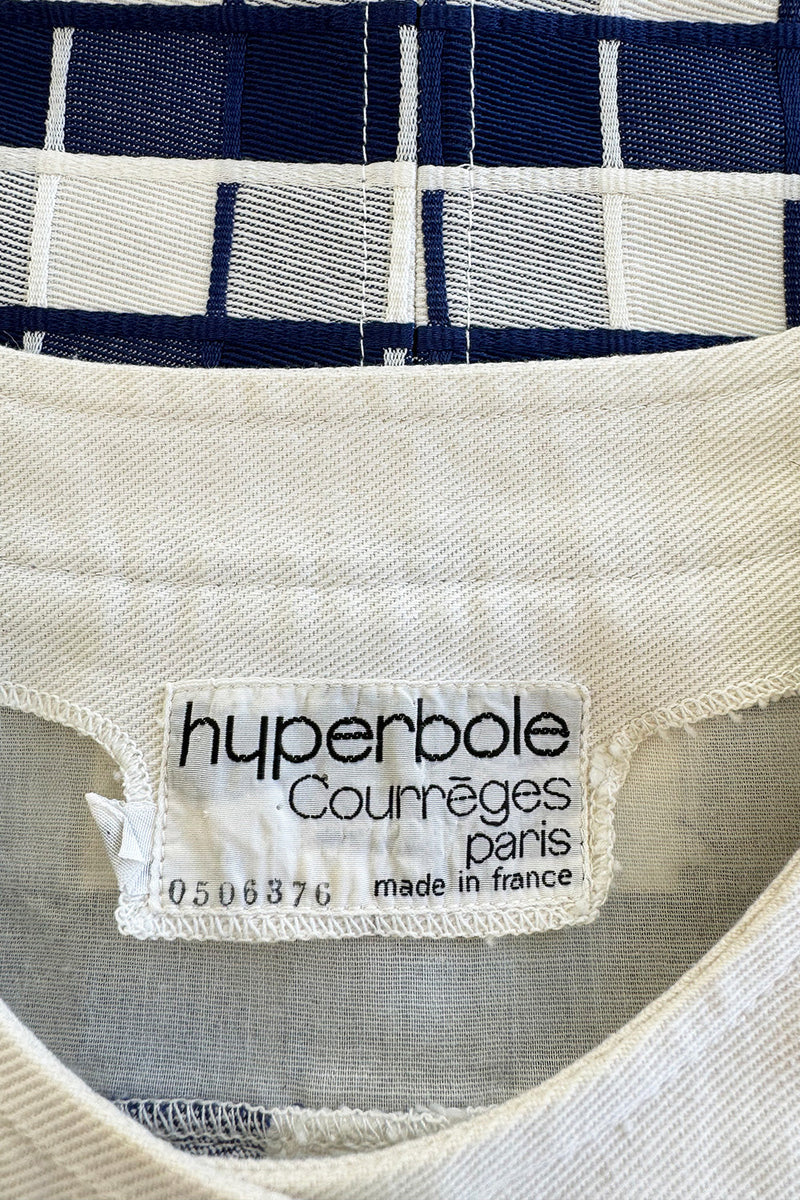 hyperbole
Courrēges
paris
0506376 made in france